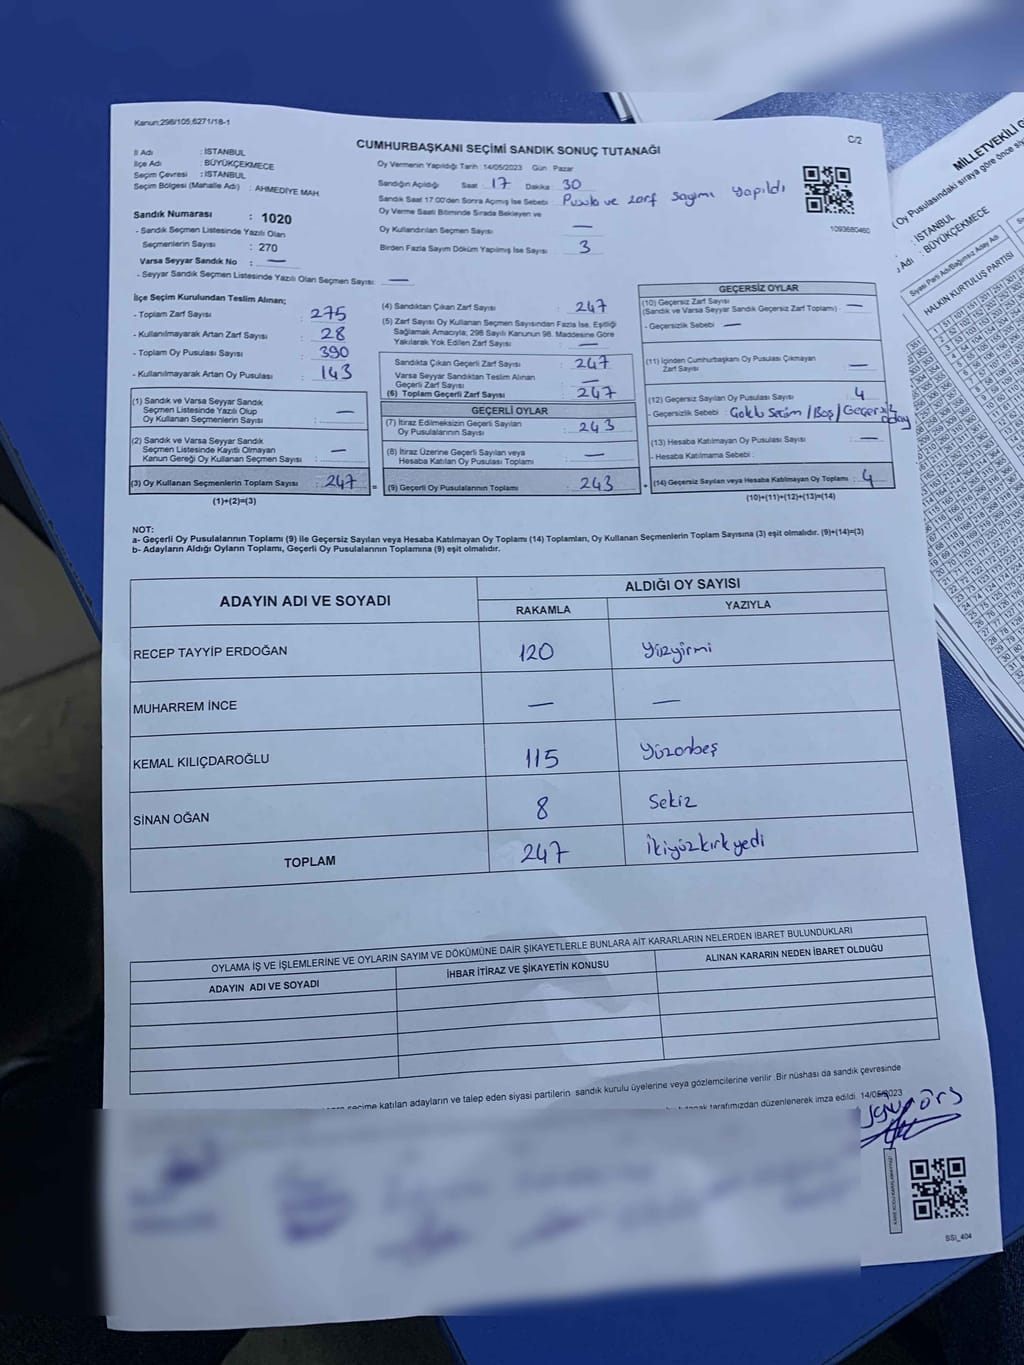 Kanun;298/105,6271/18-1
C/2
CUMHURBAŞKANI SEÇİMİ SANDIK SONUÇ TUTANAĞI
İl Adı : İSTANBUL
İlçe Adı : BÜYÜKÇEKMECE
Seçim Çevresi : İSTANBUL
Seçim Bölgesi (Mahalle Adı) : AHMEDİYE MAH.
Sandık Numarası : 1020
- Sandık Seçmen Listesinde Yazılı Olan
Seçmenlerin Sayısı : 270
Varsa Seyyar Sandık No : —
- Seyyar Sandık Seçmen Listesinde Yazılı Olan Seçmen Sayısı : —
Oy Vermenin Yapıldığı Tarih : 14/05/2023 Gün : Pazar
Sandığın Açıldığı Saat : 17 Dakika : 30
Sandık Saat 17:00'den Sonra Açılmış İse Sebebi : Pusula ve zarf sayımı yapıldı
Oy Verme Saati Bitiminde Sırada Bekleyen ve
Oy Kullandırılan Seçmen Sayısı : —
Birden Fazla Sayım Döküm Yapılmış İse Sayısı : 3
1093680460
İlçe Seçim Kurulundan Teslim Alınan;
- Toplam Zarf Sayısı : 275
- Kullanılmayarak Artan Zarf Sayısı : 28
- Toplam Oy Pusulası Sayısı : 390
- Kullanılmayarak Artan Oy Pusulası : 143
(1) Sandık ve Varsa Seyyar Sandık
Seçmen Listesinde Yazılı Olup
Oy Kullanan Seçmenlerin Sayısı : —
(2) Sandık ve Varsa Seyyar Sandık
Seçmen Listesinde Kayıtlı Olmayan
Kanun Gereği Oy Kullanan Seçmen Sayısı : —
(3) Oy Kullanan Seçmenlerin Toplam Sayısı : 247
(1)+(2)=(3)
(4) Sandıktan Çıkan Zarf Sayısı : 247
(5) Zarf Sayısı Oy Kullanan Seçmen Sayısından Fazla İse, Eşitliği
Sağlamak Amacıyla; 298 Sayılı Kanunun 98. Maddesine Göre
Yakılarak Yok Edilen Zarf Sayısı : —
Sandıkta Çıkan Geçerli Zarf Sayısı : 247
Varsa Seyyar Sandıktan Teslim Alınan
Geçerli Zarf Sayısı : —
(6) Toplam Geçerli Zarf Sayısı : 247
GEÇERLİ OYLAR
(7) İtiraz Edilmeksizin Geçerli Sayılan
Oy Pusulalarının Sayısı : 243
(8) İtiraz Üzerine Geçerli Sayılan veya
Hesaba Katılan Oy Pusulası Toplamı : —
= (9) Geçerli Oy Pusulalarının Toplamı : 243
GEÇERSİZ OYLAR
(10) Geçersiz Zarf Sayısı
(Sandık ve Varsa Seyyar Sandık Geçersiz Zarf Toplamı) : —
- Geçersizlik Sebebi : —
(11) İçinden Cumhurbaşkanı Oy Pusulası Çıkmayan
Zarf Sayısı : —
(12) Geçersiz Sayılan Oy Pusulası Sayısı : 4
- Geçersizlik Sebebi : Çoklu Seçim / Boş / Geçersiz aday
(13) Hesaba Katılmayan Oy Pusulası Sayısı : —
- Hesaba Katılmama Sebebi :
+ (14) Geçersiz Sayılan veya Hesaba Katılmayan Oy Toplamı : 4
(10)+(11)+(12)+(13)=(14)
NOT:
a- Geçerli Oy Pusulalarının Toplamı (9) ile Geçersiz Sayılan veya Hesaba Katılmayan Oy Toplamı (14) Toplamları, Oy Kullanan Seçmenlerin Toplam Sayısına (3) eşit olmalıdır. (9)+(14)=(3)
b- Adayların Aldığı Oyların Toplamı, Geçerli Oy Pusulalarının Toplamına (9) eşit olmalıdır.
ADAYIN ADI VE SOYADI
ALDIĞI OY SAYISI
RAKAMLA YAZIYLA
RECEP TAYYİP ERDOĞAN 120 Yüzyirmi
MUHARREM İNCE — —
KEMAL KILIÇDAROĞLU 115 Yüzonbeş
SİNAN OĞAN 8 Sekiz
TOPLAM 247 İkiyüzkırkyedi
OYLAMA İŞ VE İŞLEMLERİNE VE OYLARIN SAYIM VE DÖKÜMÜNE DAİR ŞİKAYETLERLE BUNLARA AİT KARARLARIN NELERDEN İBARET BULUNDUKLARI
ADAYIN ADI VE SOYADI İHBAR İTİRAZ VE ŞİKAYETİN KONUSU ALINAN KARARIN NEDEN İBARET OLDUĞU
seçime katılan adayların ve talep eden siyasi partilerin sandık kurulu üyelerine veya gözlemcilerine verilir. Bir nüshası da sandık çevresinde
tutanak tarafımızdan düzenlenerek imza edildi. 14/05/2023
SSİ_404
MİLLETVEKİLİ
Oy Pusulasındaki sıraya göre önce
: İSTANBUL
Adı : BÜYÜKÇEKMECE
Siyasi Parti Adı/Bağımsız Aday Adı
HALKIN KURTULUŞ PARTİSİ